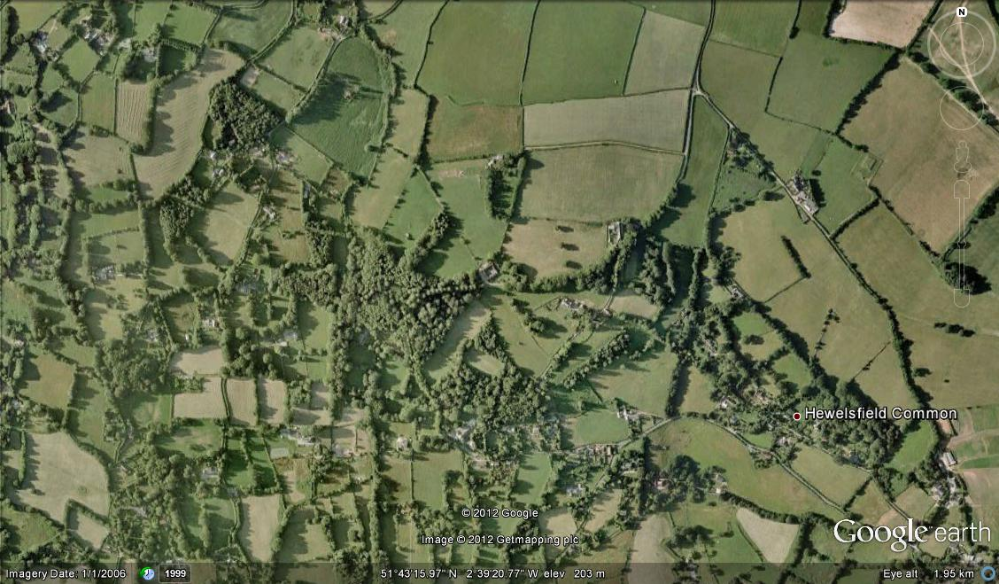 N
Hewelsfield Common
© 2012 Google
Image © 2012 Getmapping plc
Google earth
Imagery Date: 1/1/2006 1999 51°43'15.97" N 2°39'20.77" W elev 203 m Eye alt 1.95 km